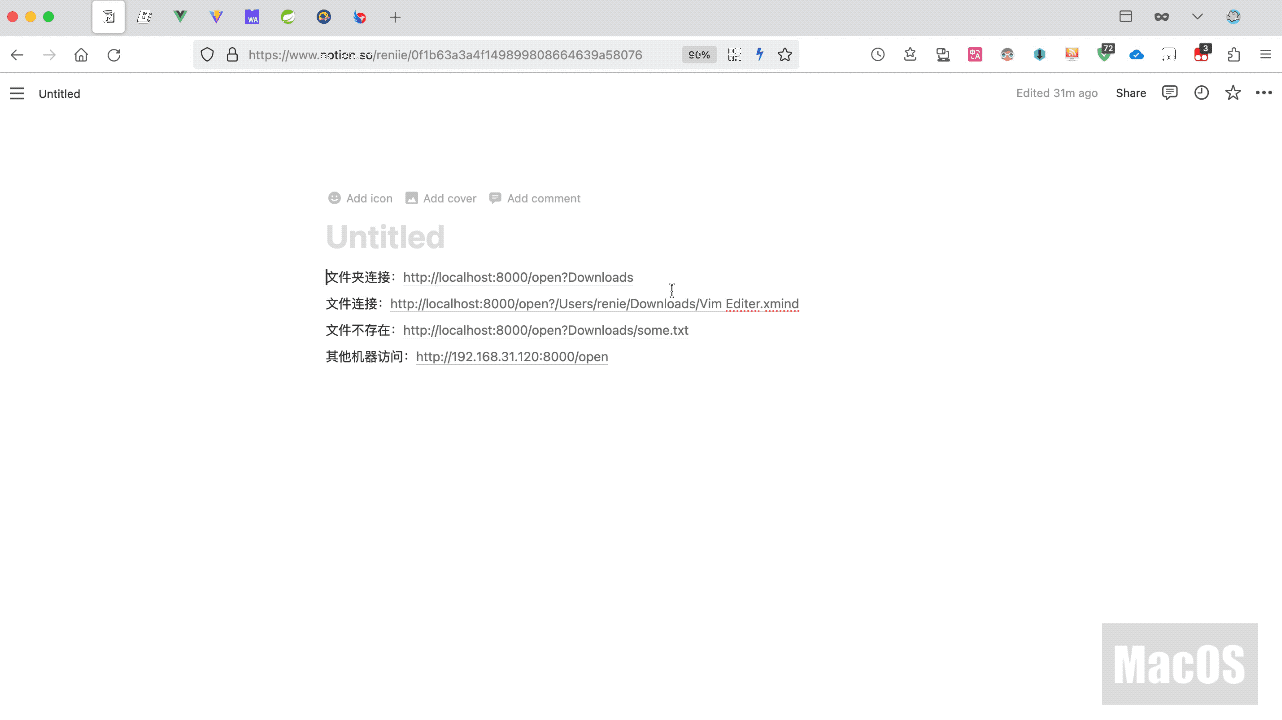 WA
https://www.notion.so/reniie/0f1b63a3a4f149899808664639a58076
90%
72
3
Untitled
Edited 31m ago
Share
Add icon
Add cover
Add comment
Untitled
文件夹连接：http://localhost:8000/open?Downloads
文件连接：http://localhost:8000/open?/Users/renie/Downloads/Vim Editer.xmind
文件不存在：http://localhost:8000/open?Downloads/some.txt
其他机器访问：http://192.168.31.120:8000/open
MacOS